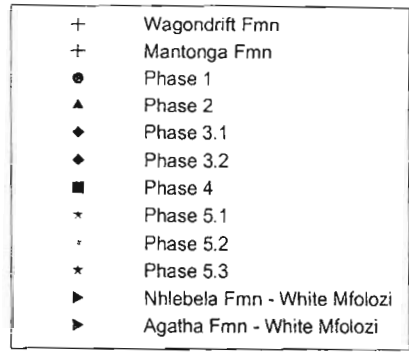 Wagondrift Fmn
Mantonga Fmn
Phase 1
Phase 2
Phase 3.1
Phase 3.2
Phase 4
Phase 5.1
Phase 5.2
Phase 5.3
Nhlebela Fmn - White Mfolozi
Agatha Fmn - White Mfolozi